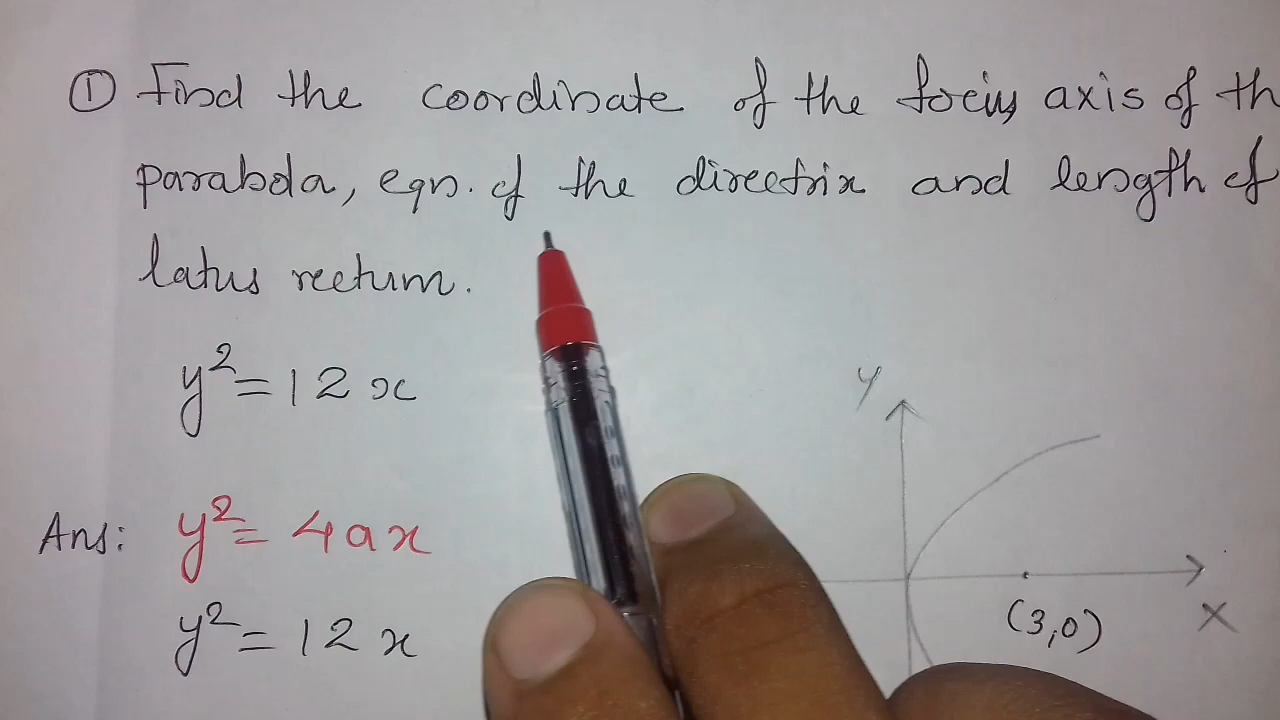 ① Find the coordinate of the focus, axis of th
parabola, eqn. of the directrix and length of
latus rectum.
y² = 12x
Ans: y² = 4ax
y² = 12x
Y
X
(3,0)